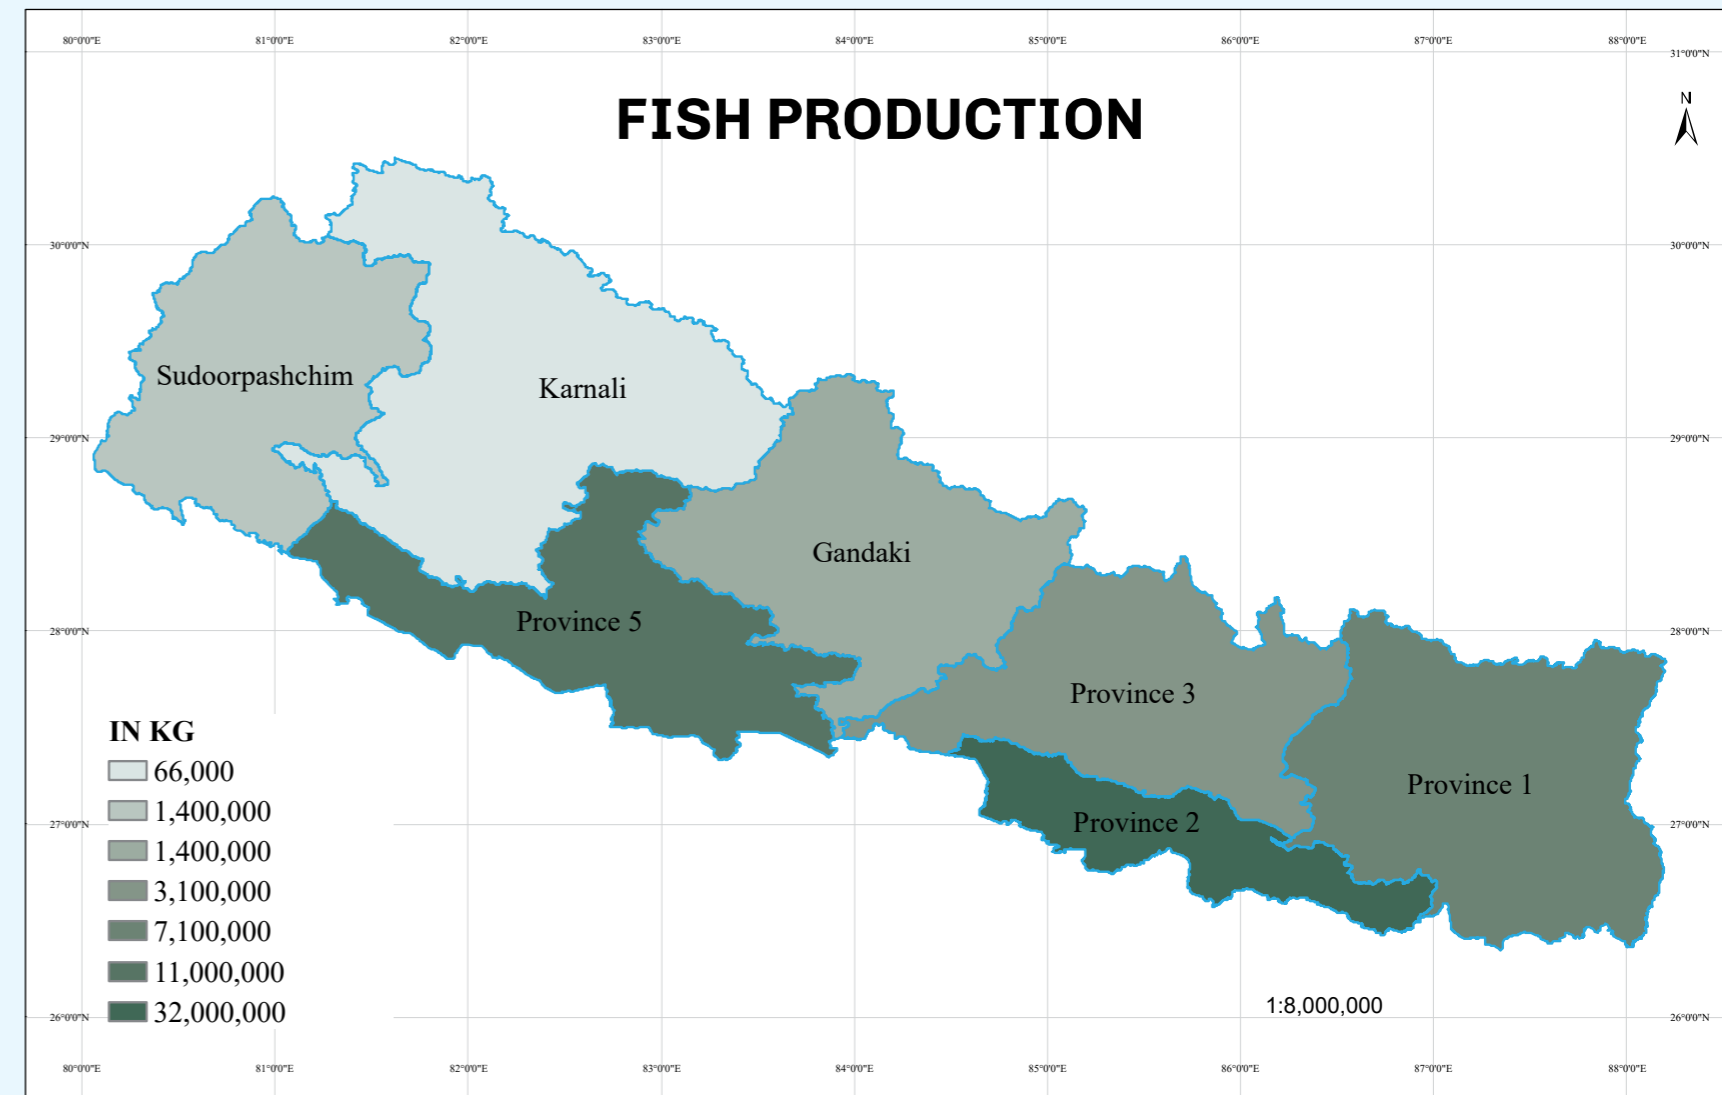 80°0'0"E 81°0'0"E 82°0'0"E 83°0'0"E 84°0'0"E 85°0'0"E 86°0'0"E 87°0'0"E 88°0'0"E
31°0'0"N
N
FISH PRODUCTION
30°0'0"N 30°0'0"N
Sudoorpashchim
Karnali
29°0'0"N 29°0'0"N
Gandaki
Province 5
28°0'0"N 28°0'0"N
Province 3
Province 1
Province 2
27°0'0"N 27°0'0"N
IN KG
66,000
1,400,000
1,400,000
3,100,000
7,100,000
11,000,000
32,000,000
1:8,000,000
26°0'0"N 26°0'0"N
80°0'0"E 81°0'0"E 82°0'0"E 83°0'0"E 84°0'0"E 85°0'0"E 86°0'0"E 87°0'0"E 88°0'0"E